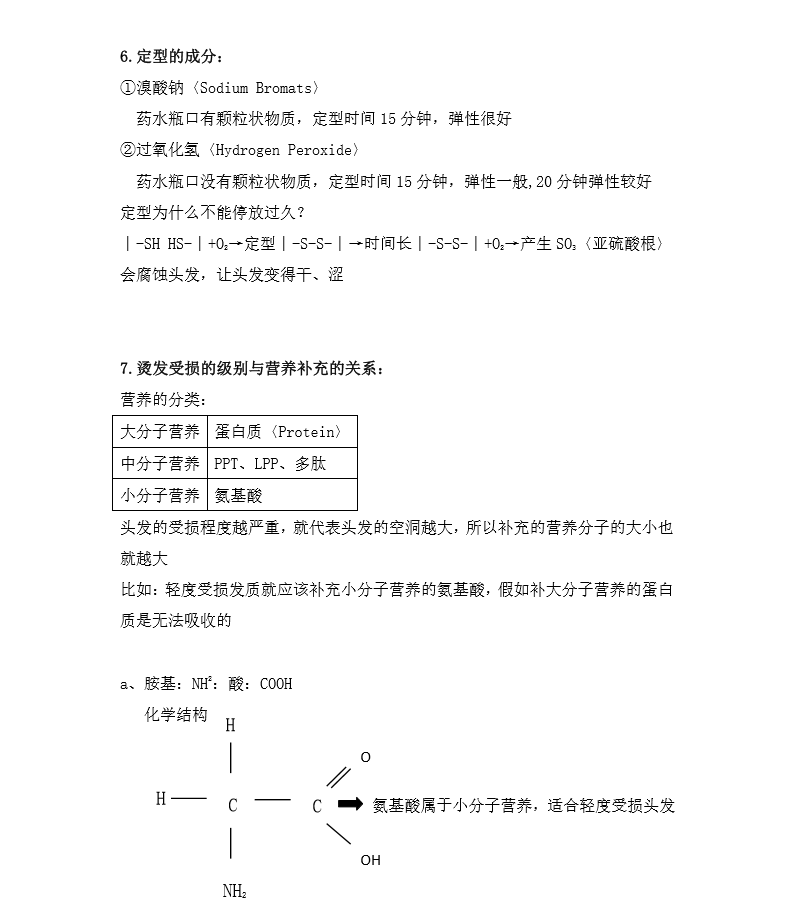 6.定型的成分：
①溴酸钠〈Sodium Bromats〉
药水瓶口有颗粒状物质，定型时间15分钟，弹性很好
②过氧化氢〈Hydrogen Peroxide〉
药水瓶口没有颗粒状物质，定型时间15分钟，弹性一般,20分钟弹性较好
定型为什么不能停放过久？
｜-SH HS-｜+O₂→定型｜-S-S-｜→时间长｜-S-S-｜+O₂→产生SO₃〈亚硫酸根〉
会腐蚀头发，让头发变得干、涩
7.烫发受损的级别与营养补充的关系：
营养的分类：
大分子营养 蛋白质〈Protein〉
中分子营养 PPT、LPP、多肽
小分子营养 氨基酸
头发的受损程度越严重，就代表头发的空洞越大，所以补充的营养分子的大小也
就越大
比如：轻度受损发质就应该补充小分子营养的氨基酸，假如补大分子营养的蛋白
质是无法吸收的
a、胺基：NH²：酸：COOH
化学结构
H
O
H C C 氨基酸属于小分子营养，适合轻度受损头发
OH
NH₂